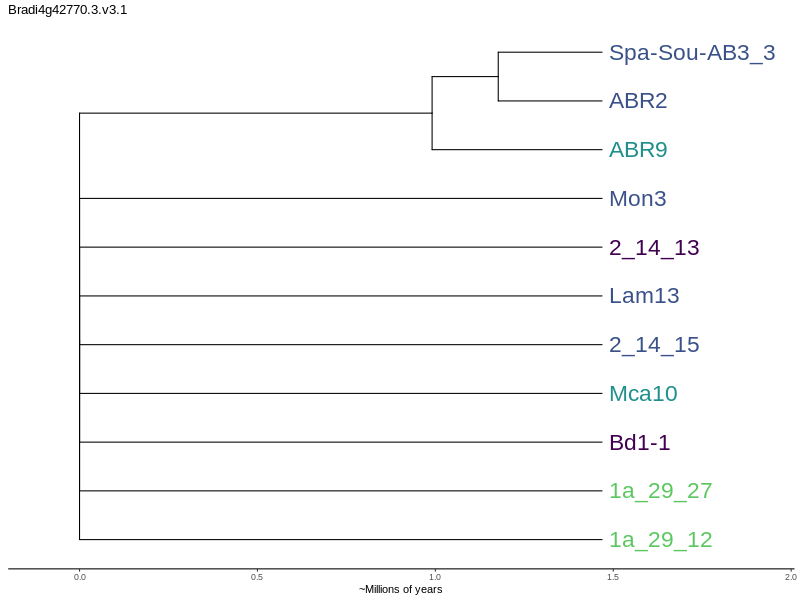 Bradi4g42770.3.v3.1
Spa-Sou-AB3_3
ABR2
ABR9
Mon3
2_14_13
Lam13
2_14_15
Mca10
Bd1-1
1a_29_27
1a_29_12
0.0 0.5 1.0 1.5 2.0
~Millions of years